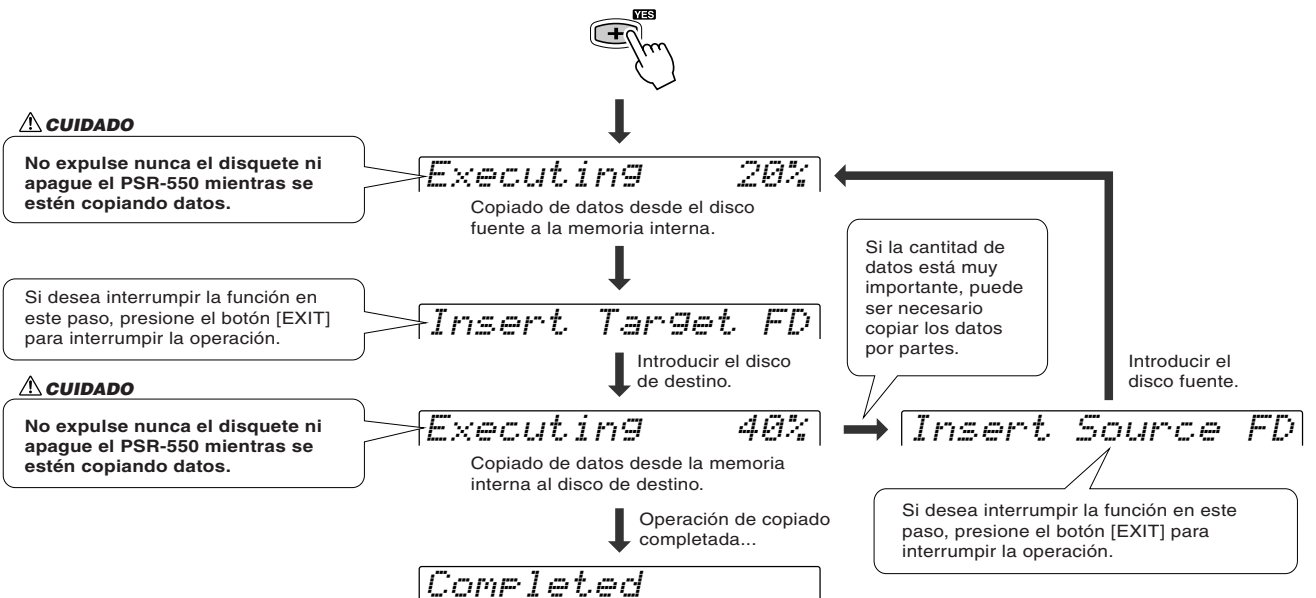 YES
+
CUIDADO
No expulse nunca el disquete ni
apague el PSR-550 mientras se
estén copiando datos.
Executing 20%
Copiado de datos desde el disco
fuente a la memoria interna.
Si la cantidad de
datos está muy
importante, puede
ser necesario
copiar los datos
por partes.
Si desea interrumpir la función en
este paso, presione el botón [EXIT]
para interrumpir la operación.
Insert Target FD
Introducir el disco
de destino.
Introducir el
disco fuente.
CUIDADO
No expulse nunca el disquete ni
apague el PSR-550 mientras se
estén copiando datos.
Executing 40%
Insert Source FD
Copiado de datos desde la memoria
interna al disco de destino.
Si desea interrumpir la función en este
paso, presione el botón [EXIT] para
interrumpir la operación.
Operación de copiado
completada...
Completed